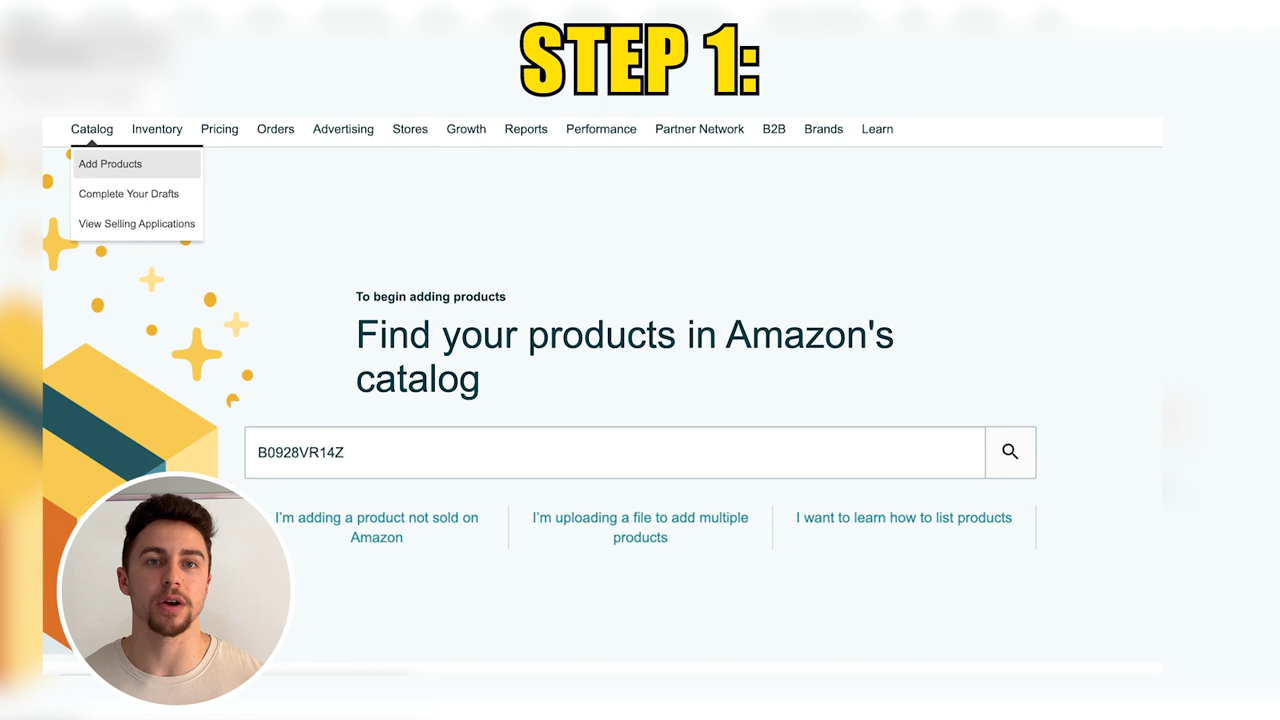 STEP 1:
Catalog Inventory Pricing Orders Advertising Stores Growth Reports Performance Partner Network B2B Brands Learn
Add Products
Complete Your Drafts
View Selling Applications
To begin adding products
Find your products in Amazon's
catalog
B0928VR14Z
I'm adding a product not sold on
Amazon
I'm uploading a file to add multiple
products
I want to learn how to list products